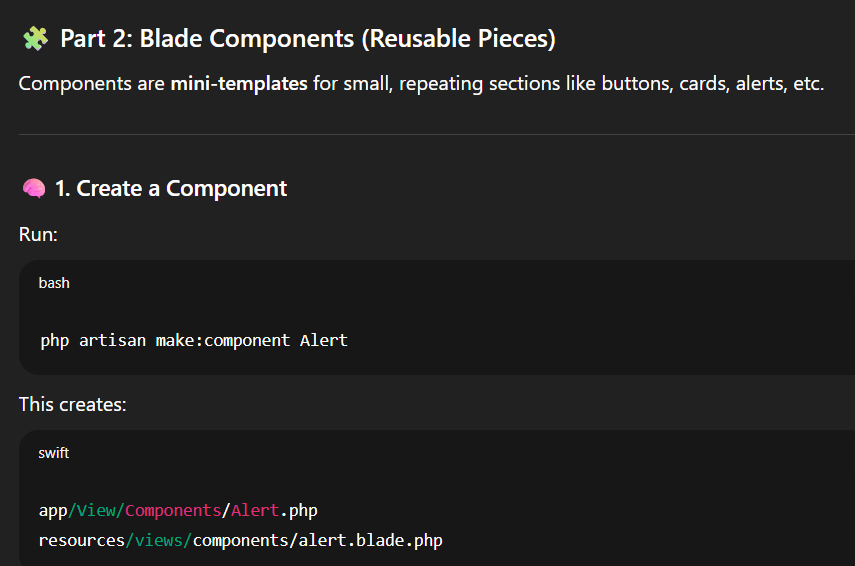 🧩 Part 2: Blade Components (Reusable Pieces)
Components are mini-templates for small, repeating sections like buttons, cards, alerts, etc.
🧠 1. Create a Component
Run:
bash
php artisan make:component Alert
This creates:
swift
app/View/Components/Alert.php
resources/views/components/alert.blade.php